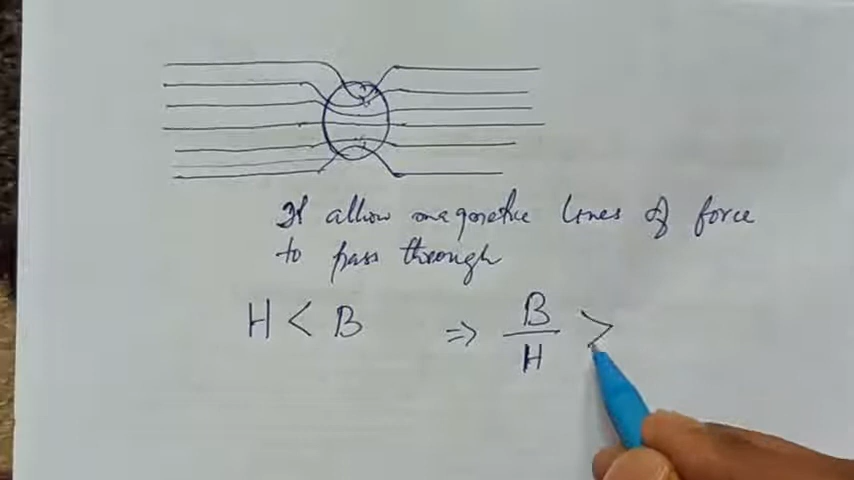 It allow magnetic lines of force
to pass through
H < B ⇒ B/H >